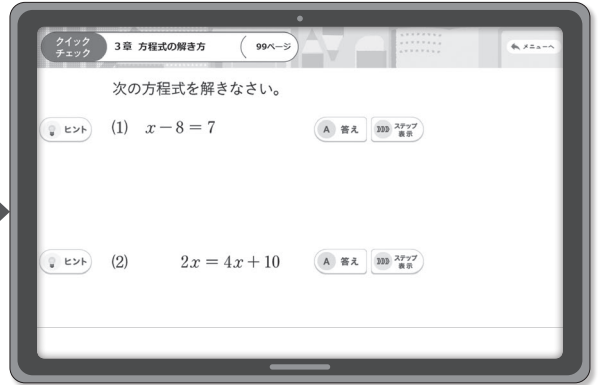 クイック
チェック
3章 方程式の解き方
99ページ
メニューへ
次の方程式を解きなさい。
ヒント
(1) x－8＝7
A 答え
ステップ
表示
ヒント
(2) 2x＝4x＋10
A 答え
ステップ
表示